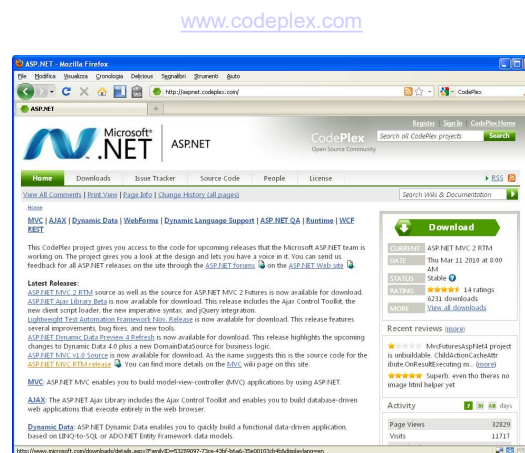 www.codeplex.com
ASP.NET - Mozilla Firefox
File Modifica Visualizza Cronologia Delicious Segnalibri Strumenti Aiuto
http://aspnet.codeplex.com/
CodePlex
ASP.NET
Register | Sign In | CodePlex Home
Microsoft®
.NET
ASP.NET
CodePlex
Open Source Community
Search all CodePlex projects
Search
Home Downloads Issue Tracker Source Code People License
RSS
View All Comments | Print View | Page Info | Change History (all pages)
Search Wiki & Documentation
Home
MVC | AJAX | Dynamic Data | WebForms | Dynamic Language Support | ASP.NET QA | Runtime | WCF
REST
This CodePlex project gives you access to the code for upcoming releases that the Microsoft ASP.NET team is
working on. The project gives you a look at the design and lets you have a voice in it. You can send us
feedback for all ASP.NET releases on the site through the ASP.NET forums on the ASP.NET Web site.
Latest Releases:
ASP.NET MVC 2 RTM source as well as the source for ASP.NET MVC 2 Futures is now available for download.
ASP.NET Ajax Library Beta is now available for download. This release includes the Ajax Control Toolkit, the
new client script loader, the new imperative syntax, and jQuery integration.
Lightweight Test Automation Framework Nov. Release is now available for download. This release features
several improvements, bug fixes, and new tools.
ASP.NET Dynamic Data Preview 4 Refresh is now available for download. This release highlights the upcoming
changes to Dynamic Data 4.0 plus a new DomainDataSource for business logic.
ASP.NET MVC v1.0 Source is now available for download. As the name suggests this is the source code for the
ASP.NET MVC RTM release. You can find more details on the MVC wiki page on this site.
MVC: ASP.NET MVC enables you to build model-view-controller (MVC) applications by using ASP.NET.
AJAX: The ASP.NET Ajax Library includes the Ajax Control Toolkit and enables you to build database-driven
web applications that execute entirely in the web browser.
Dynamic Data: ASP.NET Dynamic Data enables you to quickly build a functional data-driven application,
based on LINQ-to-SQL or ADO.NET Entity Framework data models.
Download
CURRENT ASP.NET MVC 2 RTM
DATE Thu Mar 11 2010 at 8:00
AM
STATUS Stable
RATING 14 ratings
6231 downloads
MORE View all downloads
Recent reviews (more)
MvcFuturesAspNet4 project
is unbuildable. ChildActionCacheAttr
ibute.OnResultExecuting m... (more)
Superb. even tho theres no
image html helper yet
Activity 7 30 All days
Page Views 32829
Visits 11717
http://www.microsoft.com/downloads/details.aspx?FamilyID=53289097-73ce-43bf-b6a6-35e00103cb4b&displaylang=en